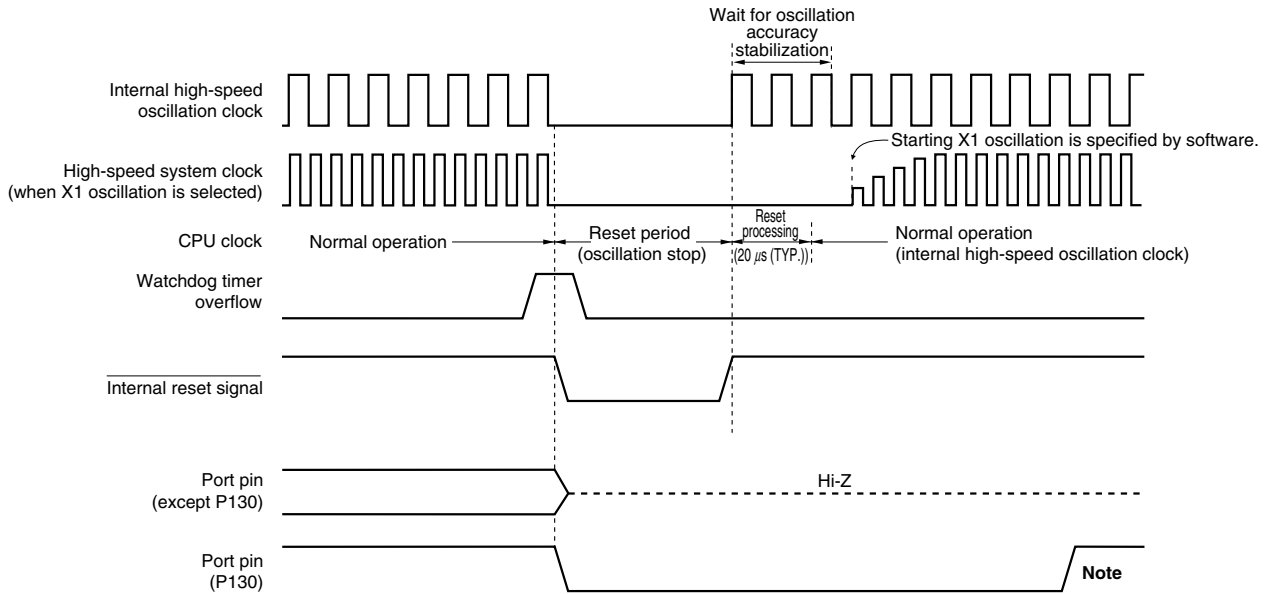 Wait for oscillation
accuracy
stabilization
Internal high-speed
oscillation clock
Starting X1 oscillation is specified by software.
High-speed system clock
(when X1 oscillation is selected)
CPU clock
Normal operation
Reset period
(oscillation stop)
Reset
processing
(20 μs (TYP.))
Normal operation
(internal high-speed oscillation clock)
Watchdog timer
overflow
Internal reset signal
Port pin
(except P130)
Hi-Z
Port pin
(P130)
Note